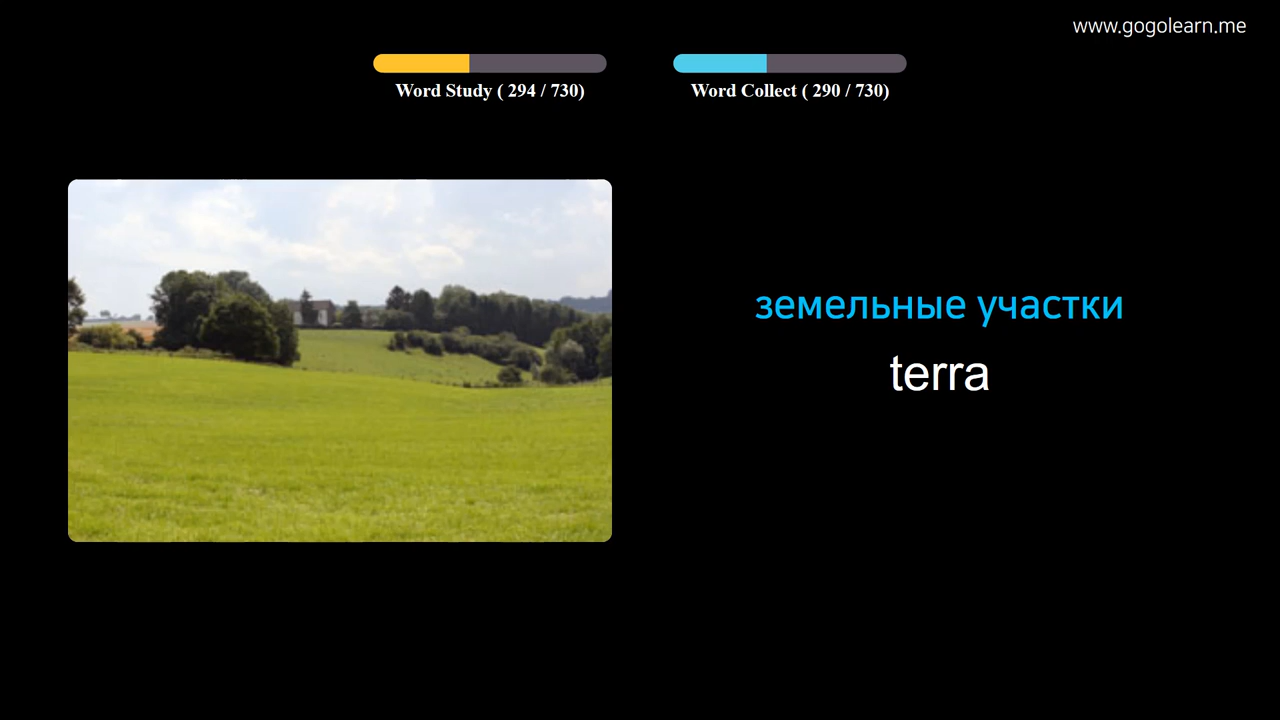 www.gogolearn.me
Word Study ( 294 / 730)
Word Collect ( 290 / 730)
земельные участки
terra